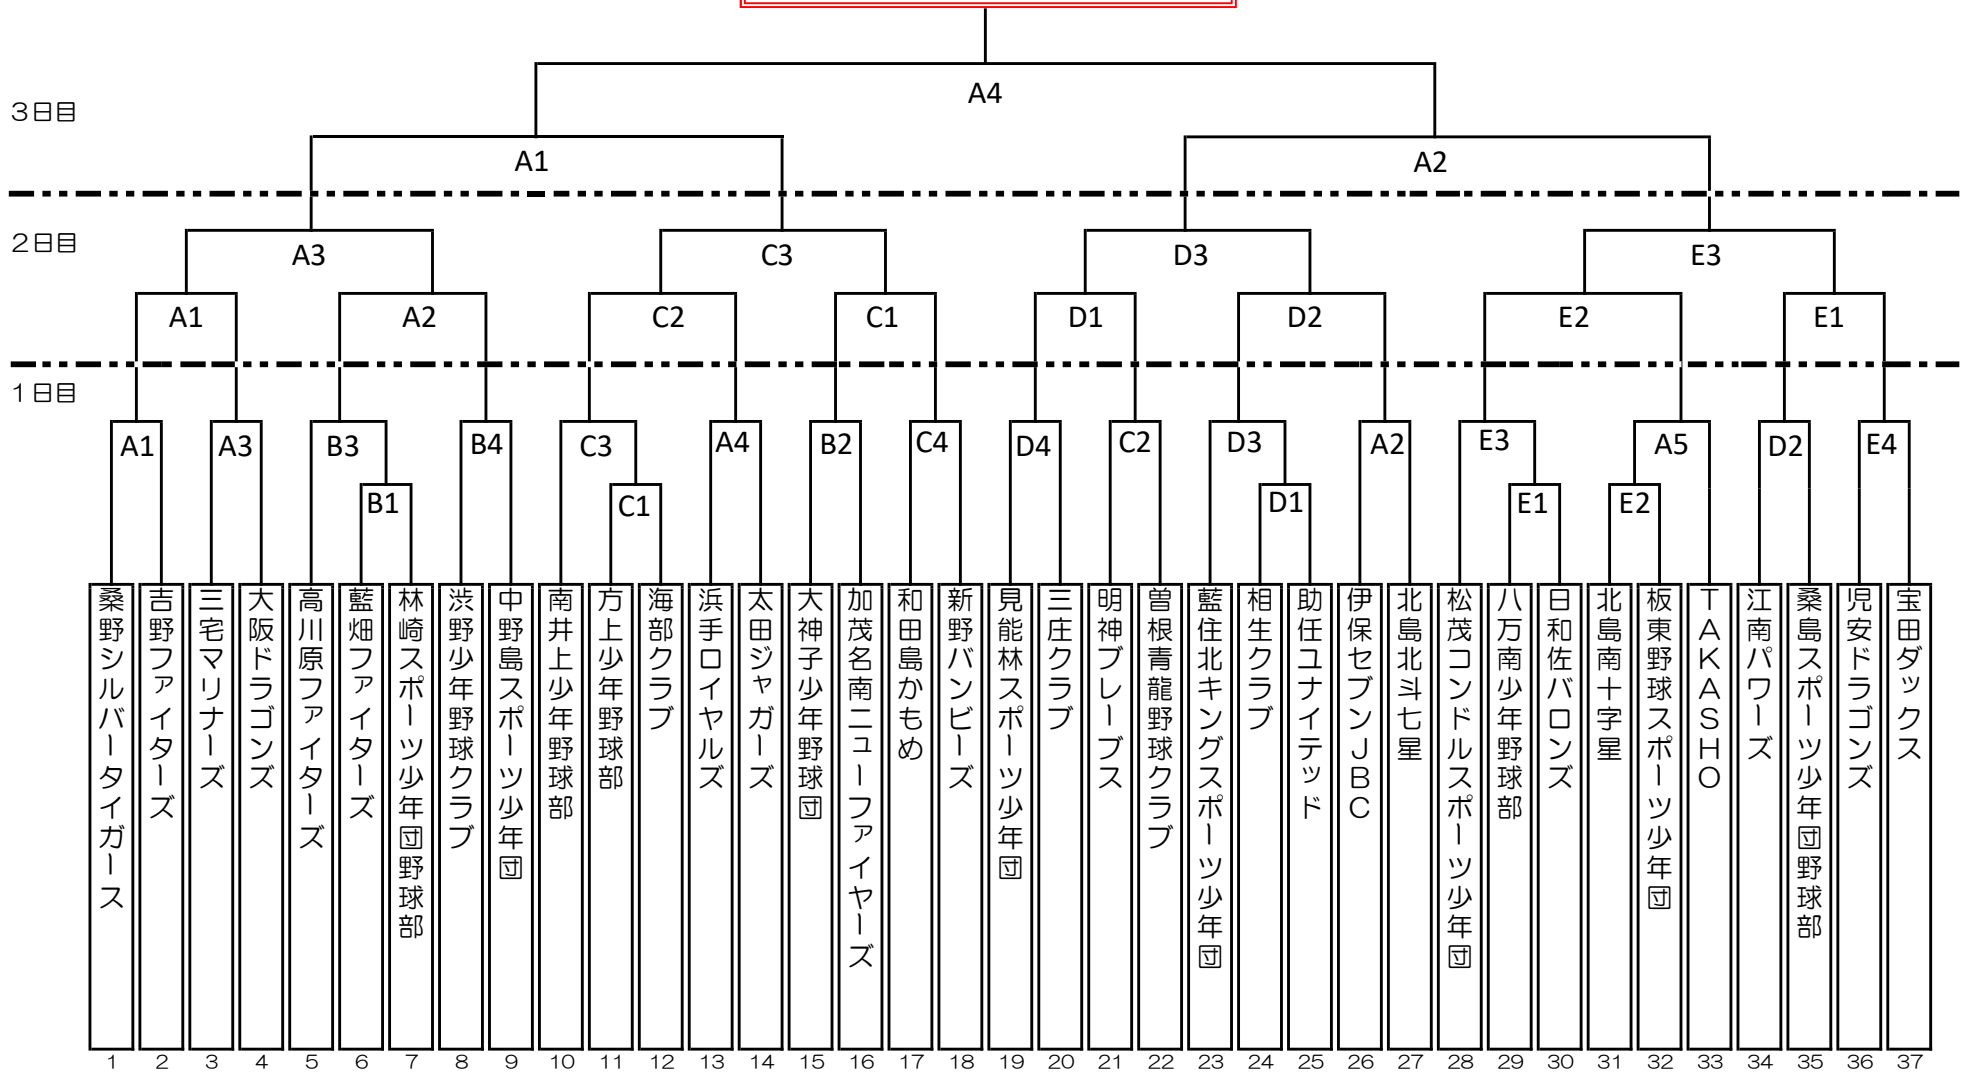 A4
3日目
A1 A2
2日目
A3 C3 D3 E3
A1 A2 C2 C1 D1 D2 E2 E1
1日目
A1 A3 B3 B4 C3 A4 B2 C4 D4 C2 D3 A2 E3 A5 D2 E4
B1 C1 D1 E1 E2
桑野シルバータイガース
吉野ファイターズ
三宅マリナーズ
大阪ドラゴンズ
高川原ファイターズ
藍畑ファイターズ
林崎スポーツ少年団野球部
渋野少年野球クラブ
中野島スポーツ少年団
南井上少年野球部
方上少年野球部
海部クラブ
浜手ロイヤルズ
太田ジャガーズ
大神子少年野球団
加茂名南ニューファイヤーズ
和田島かもめ
新野バンビーズ
見能林スポーツ少年団
三庄クラブ
明神ブレーブス
曽根青龍野球クラブ
藍住北キングスポーツ少年団
相生クラブ
助任ユナイテッド
伊保セブンJBC
北島北斗七星
松茂コンドルスポーツ少年団
八万南少年野球部
日和佐バロンズ
北島南十字星
板東野球スポーツ少年団
TAKASHO
江南パワーズ
桑島スポーツ少年団野球部
児安ドラゴンズ
宝田ダックス
1 2 3 4 5 6 7 8 9 10 11 12 13 14 15 16 17 18 19 20 21 22 23 24 25 26 27 28 29 30 31 32 33 34 35 36 37